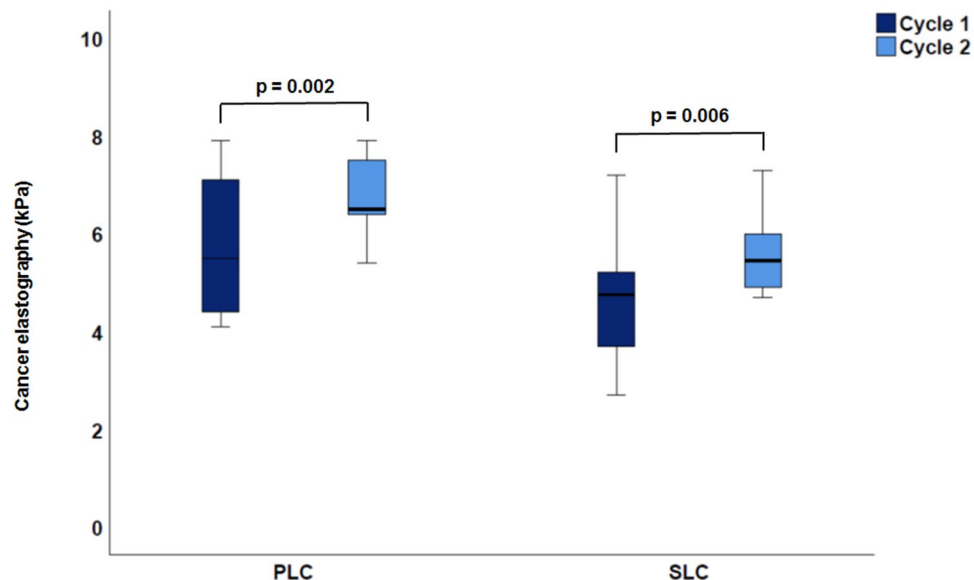 Cycle 1
Cycle 2
10
8
6
4
2
0
Cancer elastography (kPa)
p = 0.002
p = 0.006
PLC
SLC